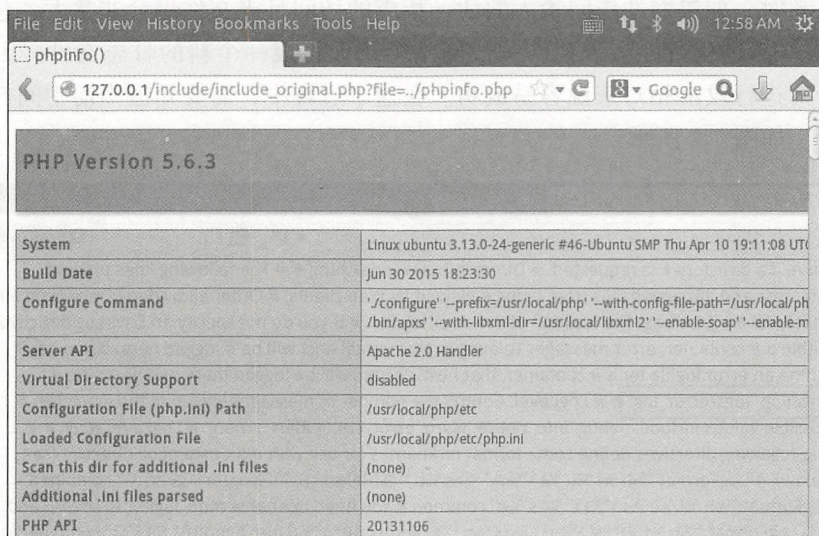 File Edit View History Bookmarks Tools Help 12:58 AM
phpinfo()
127.0.0.1/include/include_original.php?file=../phpinfo.php Google
PHP Version 5.6.3
System Linux ubuntu 3.13.0-24-generic #46-Ubuntu SMP Thu Apr 10 19:11:08 UTC
Build Date Jun 30 2015 18:23:30
Configure Command './configure' '--prefix=/usr/local/php' '--with-config-file-path=/usr/local/ph
/bin/apxs' '--with-libxml-dir=/usr/local/libxml2' '--enable-soap' '--enable-m
Server API Apache 2.0 Handler
Virtual Directory Support disabled
Configuration File (php.ini) Path /usr/local/php/etc
Loaded Configuration File /usr/local/php/etc/php.ini
Scan this dir for additional .ini files (none)
Additional .ini files parsed (none)
PHP API 20131106